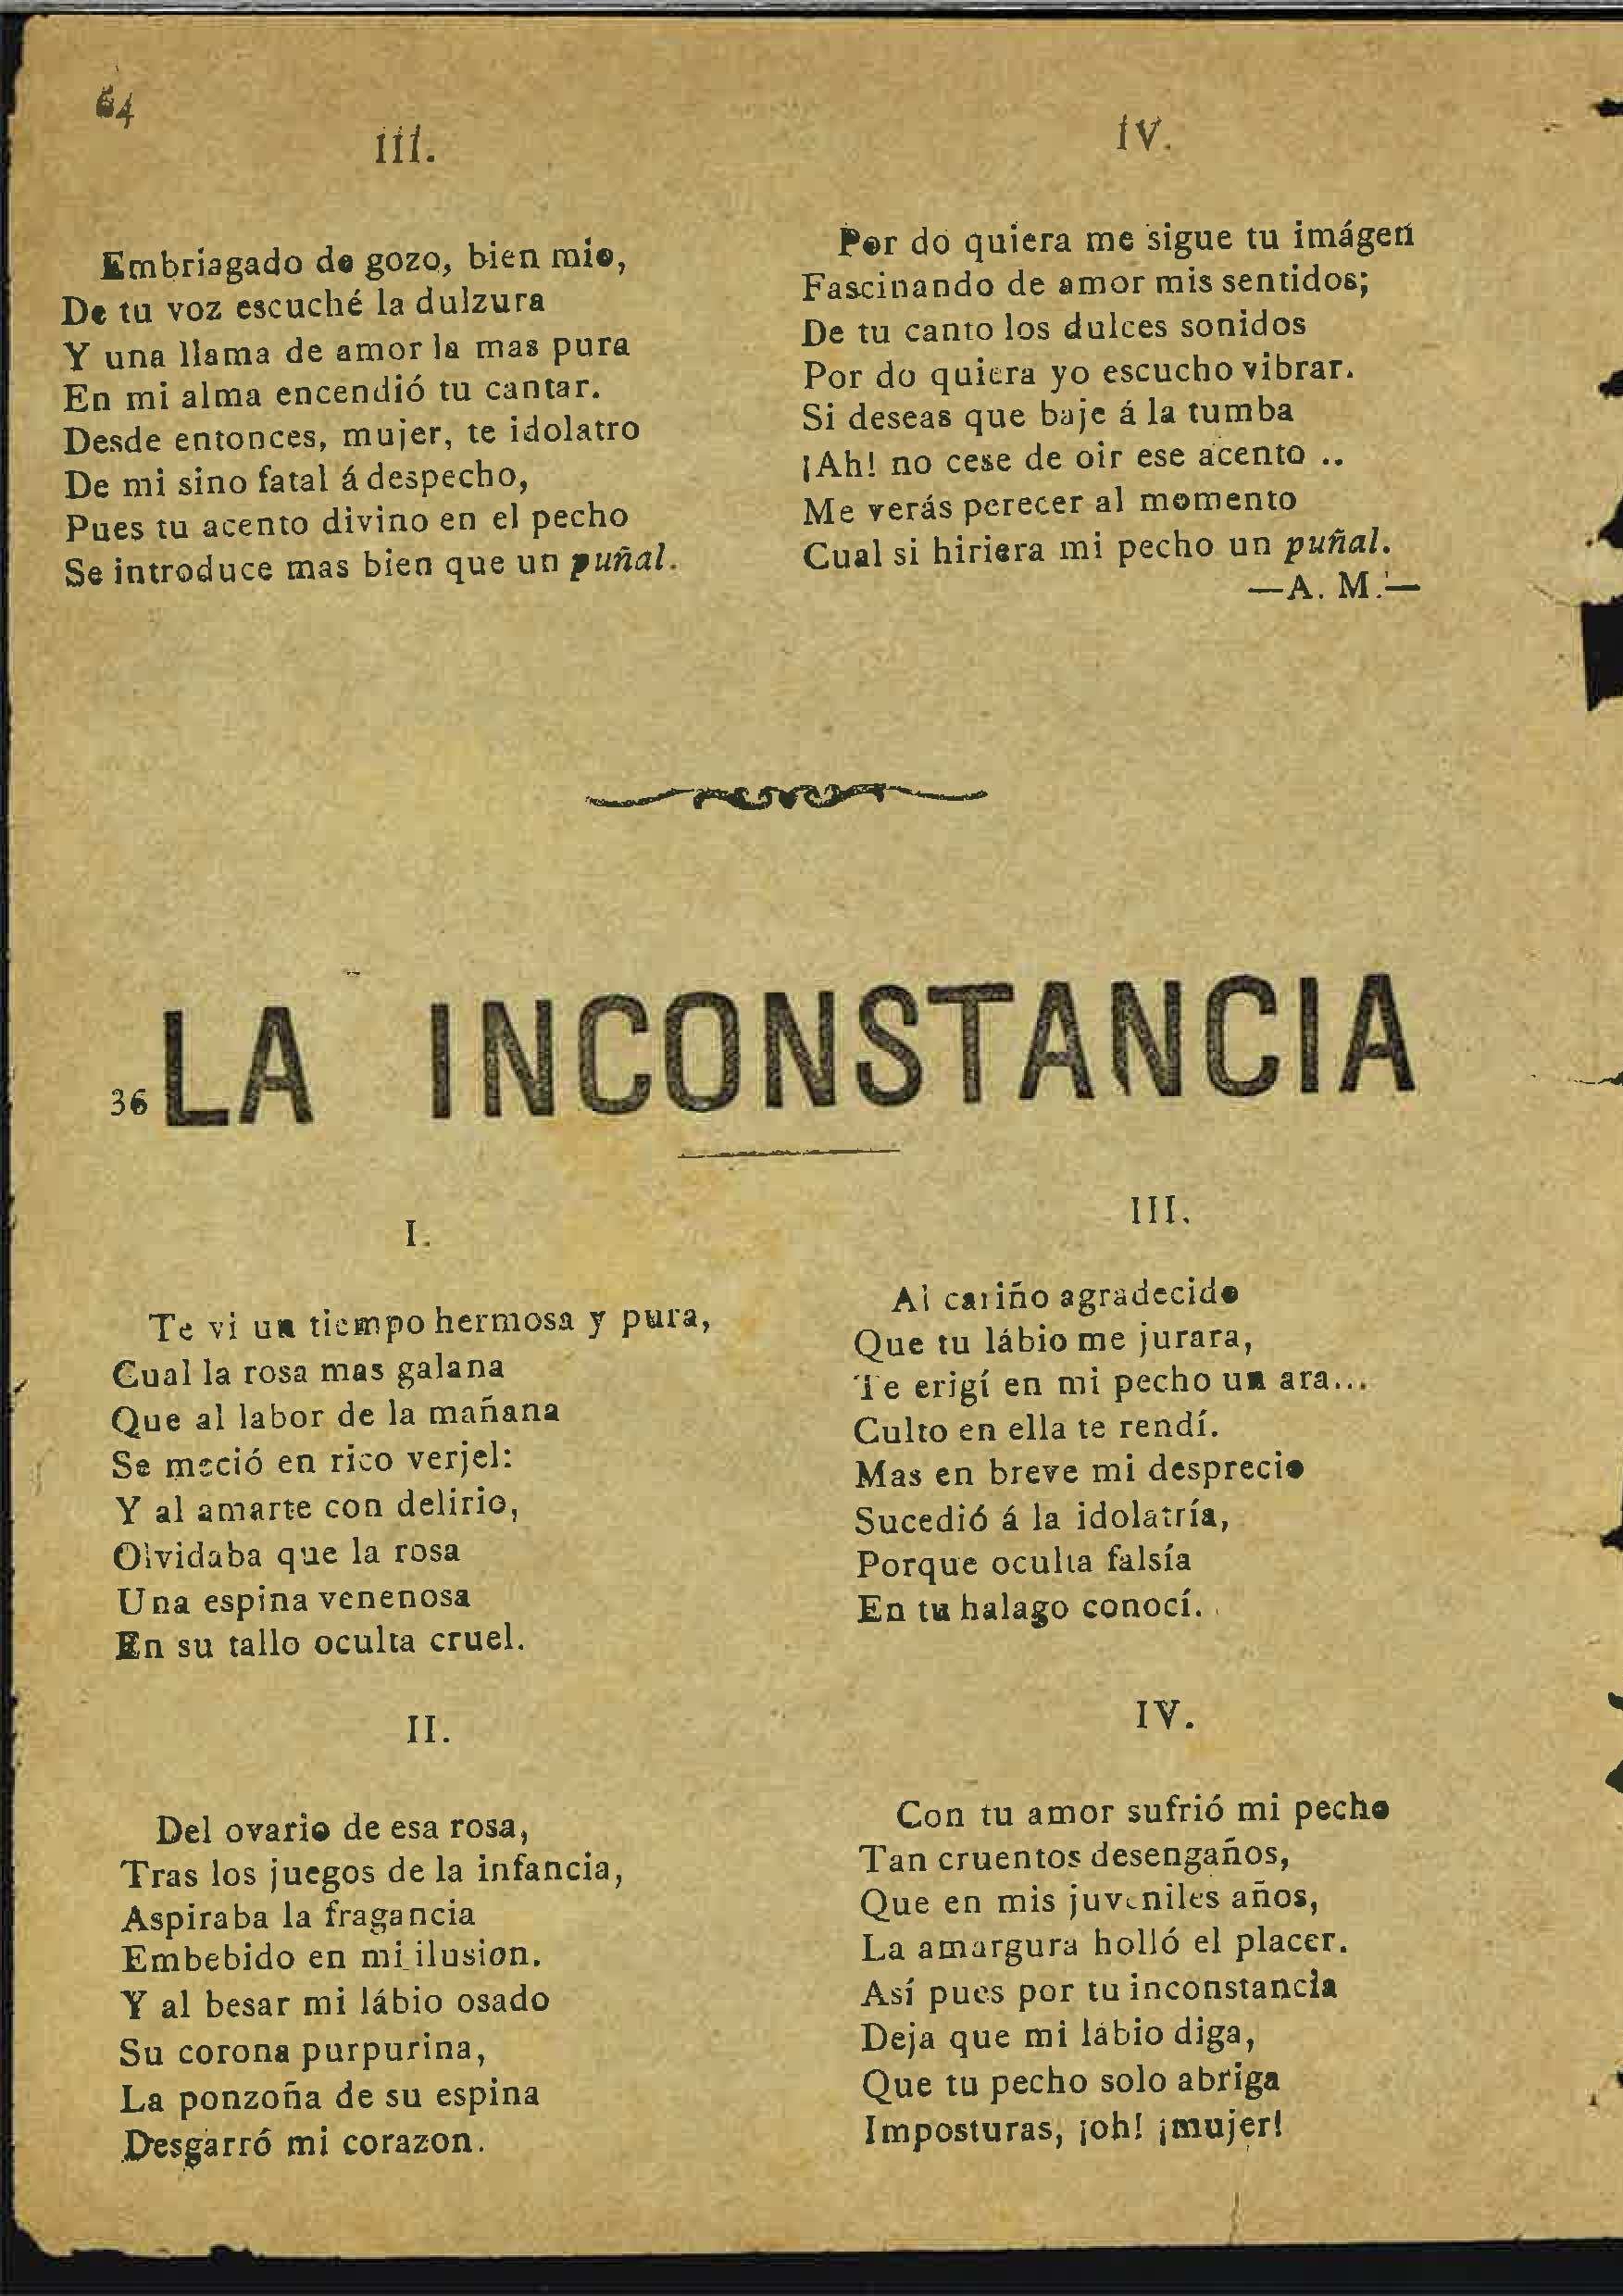 64
III.
Embriagado de gozo, bien mio,
De tu voz escuché la dulzura
Y una llama de amor la mas pura
En mi alma encendió tu cantar.
Desde entonces, mujer, te idolatro
De mi sino fatal á despecho,
Pues tu acento divino en el pecho
Se introduce mas bien que un puñal.
IV.
Por do quiera me sigue tu imágen
Fascinando de amor mis sentidos;
De tu canto los dulces sonidos
Por do quiera yo escucho vibrar.
Si deseas que baje á la tumba
¡Ah! no cese de oir ese acento ..
Me verás perecer al momento
Cual si hiriera mi pecho un puñal.
—A. M.—
36 LA INCONSTANCIA
I.
Te vi un tiempo hermosa y pura,
Cual la rosa mas galana
Que al labor de la mañana
Se meció en rico verjel:
Y al amarte con delirio,
Olvidaba que la rosa
Una espina venenosa
En su tallo oculta cruel.
II.
Del ovario de esa rosa,
Tras los juegos de la infancia,
Aspiraba la fragancia
Embebido en mi ilusion.
Y al besar mi lábio osado
Su corona purpurina,
La ponzoña de su espina
Desgarró mi corazon.
III.
Al cariño agradecido
Que tu lábio me jurara,
Te erigí en mi pecho un ara...
Culto en ella te rendí.
Mas en breve mi desprecio
Sucedió á la idolatría,
Porque oculta falsía
En tu halago conocí.
IV.
Con tu amor sufrió mi pecho
Tan cruentos desengaños,
Que en mis juveniles años,
La amargura holló el placer.
Así pues por tu inconstancia
Deja que mi lábio diga,
Que tu pecho solo abriga
Imposturas, ¡oh! ¡mujer!